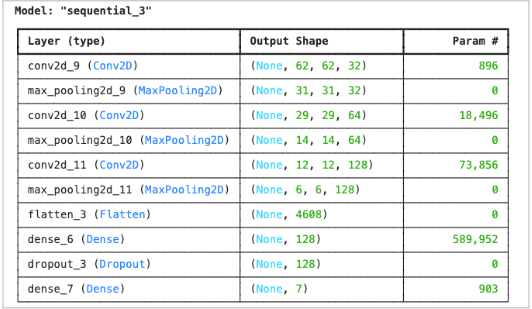 Model: "sequential_3"
Layer (type) Output Shape Param #
conv2d_9 (Conv2D) (None, 62, 62, 32) 896
max_pooling2d_9 (MaxPooling2D) (None, 31, 31, 32) 0
conv2d_10 (Conv2D) (None, 29, 29, 64) 18,496
max_pooling2d_10 (MaxPooling2D) (None, 14, 14, 64) 0
conv2d_11 (Conv2D) (None, 12, 12, 128) 73,856
max_pooling2d_11 (MaxPooling2D) (None, 6, 6, 128) 0
flatten_3 (Flatten) (None, 4608) 0
dense_6 (Dense) (None, 128) 589,952
dropout_3 (Dropout) (None, 128) 0
dense_7 (Dense) (None, 7) 903